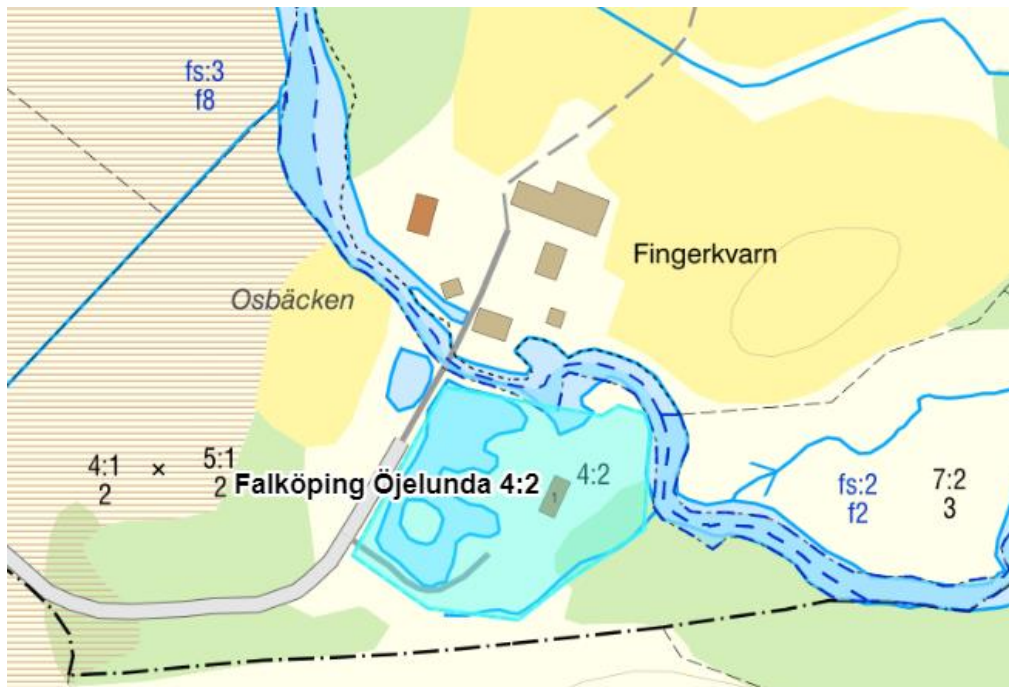 fs:3
f8
Fingerkvarn
Osbäcken
4:1 × 5:1
2 2
Falköping Öjelunda 4:2
4:2
fs:2 7:2
f2 3